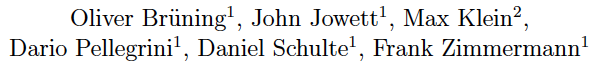 Oliver Brüning¹, John Jowett¹, Max Klein²,
Dario Pellegrini¹, Daniel Schulte¹, Frank Zimmermann¹